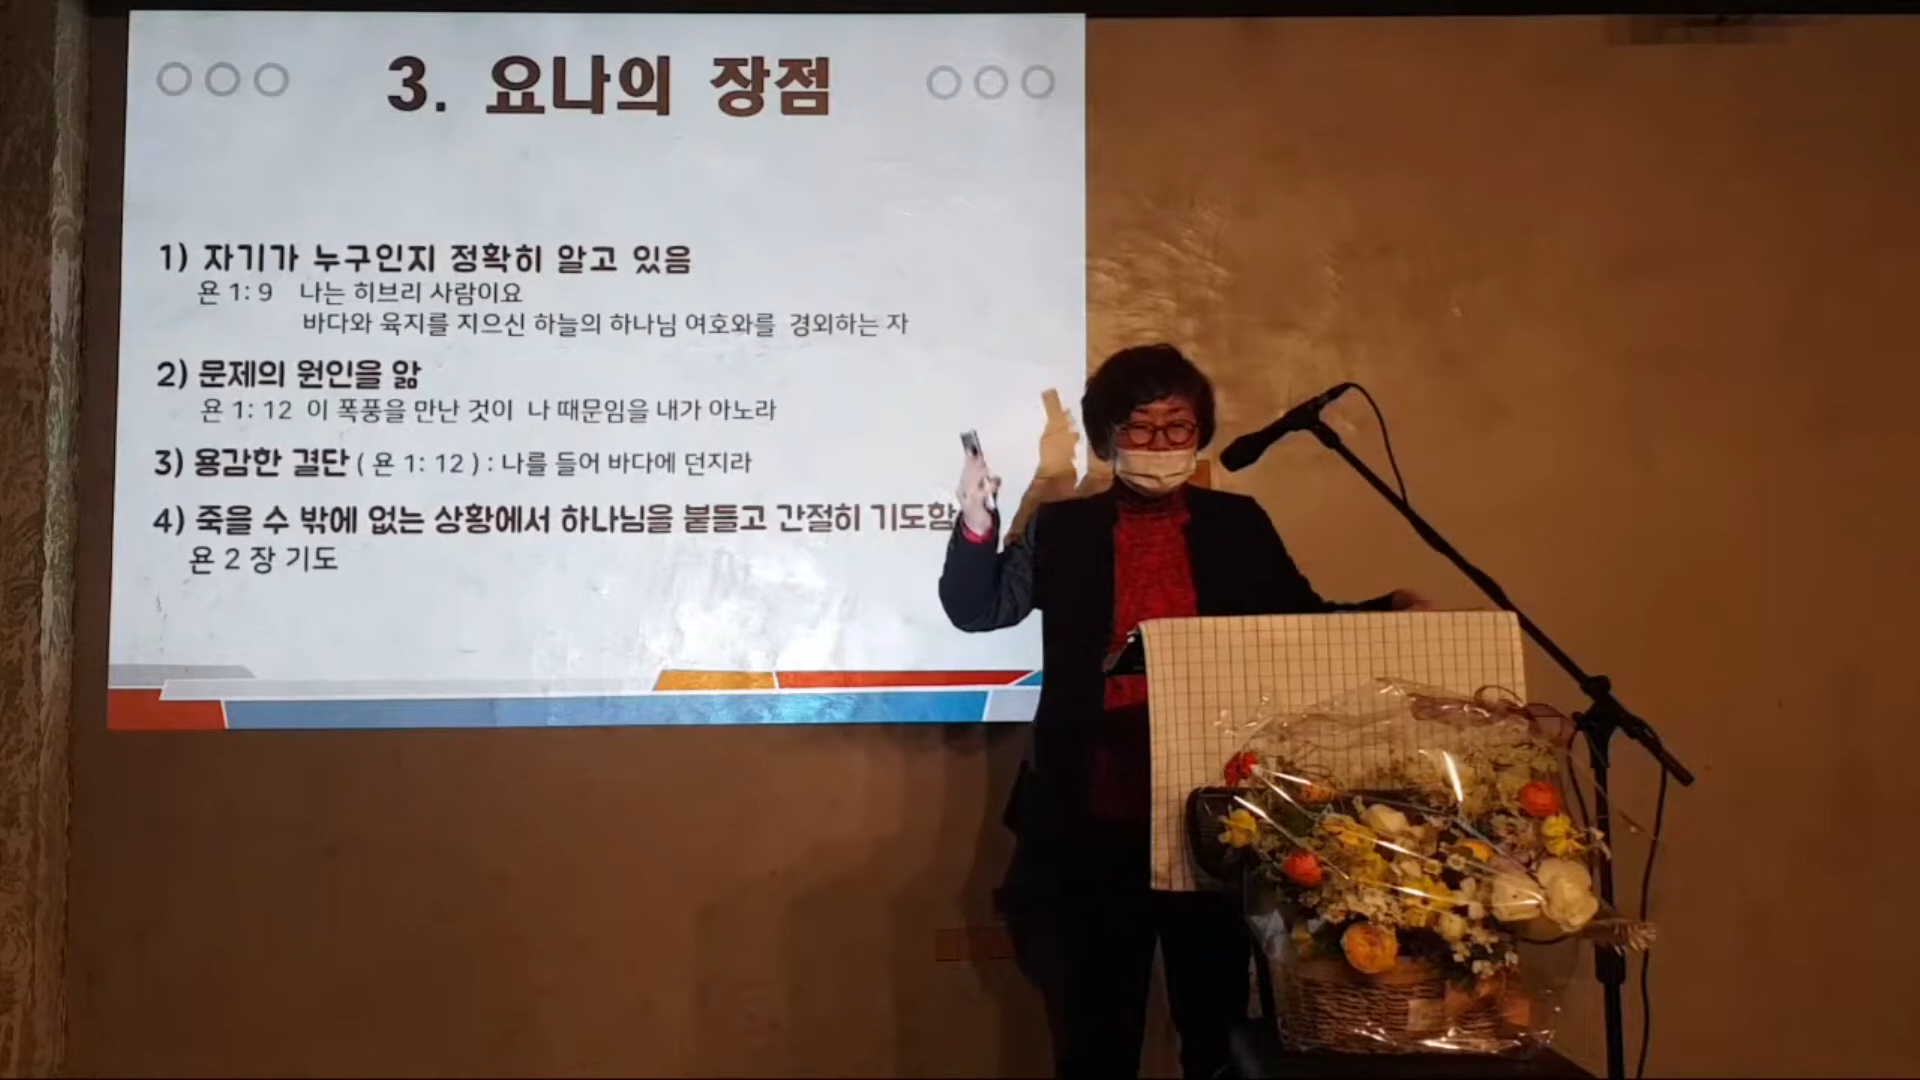 3. 요나의 장점
1) 자기가 누구인지 정확히 알고 있음
욘 1: 9 나는 히브리 사람이요
바다와 육지를 지으신 하늘의 하나님 여호와를 경외하는 자
2) 문제의 원인을 앎
욘 1: 12 이 폭풍을 만난 것이 나 때문임을 내가 아노라
3) 용감한 결단 ( 욘 1: 12 ) : 나를 들어 바다에 던지라
4) 죽을 수 밖에 없는 상황에서 하나님을 붙들고 간절히 기도함
욘 2 장 기도